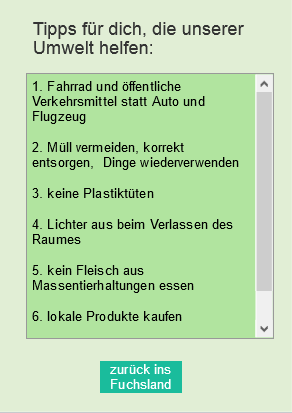 Tipps für dich, die unserer
Umwelt helfen:
1. Fahrrad und öffentliche
Verkehrsmittel statt Auto und
Flugzeug
2. Müll vermeiden, korrekt
entsorgen, Dinge wiederverwenden
3. keine Plastiktüten
4. Lichter aus beim Verlassen des
Raumes
5. kein Fleisch aus
Massentierhaltungen essen
6. lokale Produkte kaufen
zurück ins
Fuchsland